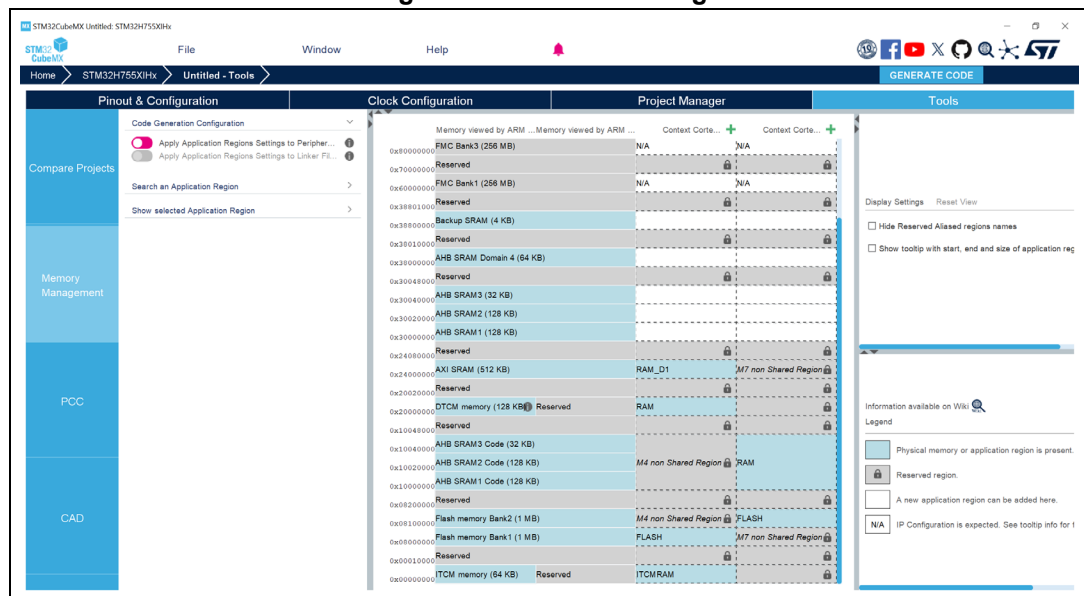 STM32CubeMX Untitled: STM32H755XIHx
STM32 CubeMX
File Window Help
Home STM32H755XIHx Untitled - Tools GENERATE CODE
Pinout & Configuration Clock Configuration Project Manager Tools
Compare Projects
Memory Management
PCC
CAD
Code Generation Configuration
Apply Application Regions Settings to Peripher...
Apply Application Regions Settings to Linker Fil...
Search an Application Region
Show selected Application Region
Memory viewed by ARM ... Memory viewed by ARM ... Context Corte... Context Corte...
FMC Bank3 (256 MB) N/A N/A
0x80000000
Reserved
0x70000000
FMC Bank1 (256 MB) N/A N/A
0x60000000
Reserved
0x38801000
Backup SRAM (4 KB)
0x38800000
Reserved
0x38010000
AHB SRAM Domain 4 (64 KB)
0x38000000
Reserved
0x30048000
AHB SRAM3 (32 KB)
0x30040000
AHB SRAM2 (128 KB)
0x30020000
AHB SRAM1 (128 KB)
0x30000000
Reserved
0x24080000
AXI SRAM (512 KB) RAM_D1 M7 non Shared Region
0x24000000
Reserved
0x20020000
DTCM memory (128 KB) Reserved RAM
0x20000000
Reserved
0x10048000
AHB SRAM3 Code (32 KB)
0x10040000
AHB SRAM2 Code (128 KB) M4 non Shared Region RAM
0x10020000
AHB SRAM1 Code (128 KB)
0x10000000
Reserved
0x08200000
Flash memory Bank2 (1 MB) M4 non Shared Region FLASH
0x08100000
Flash memory Bank1 (1 MB) FLASH M7 non Shared Region
0x08000000
Reserved
0x00010000
ITCM memory (64 KB) Reserved ITCMRAM
0x00000000
Display Settings Reset View
Hide Reserved Aliased regions names
Show tooltip with start, end and size of application reg
Information available on Wiki
Legend
Physical memory or application region is present.
Reserved region.
A new application region can be added here.
N/A IP Configuration is expected. See tooltip info for